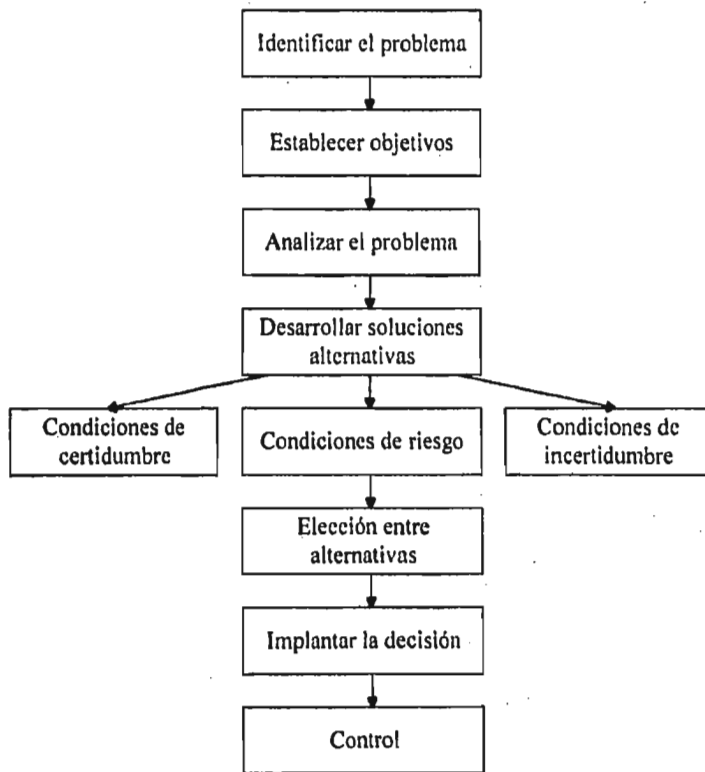 Identificar el problema
Establecer objetivos
Analizar el problema
Desarrollar soluciones
alternativas
Condiciones de
certidumbre
Condiciones de riesgo
Condiciones de
incertidumbre
Elección entre
alternativas
Implantar la decisión
Control